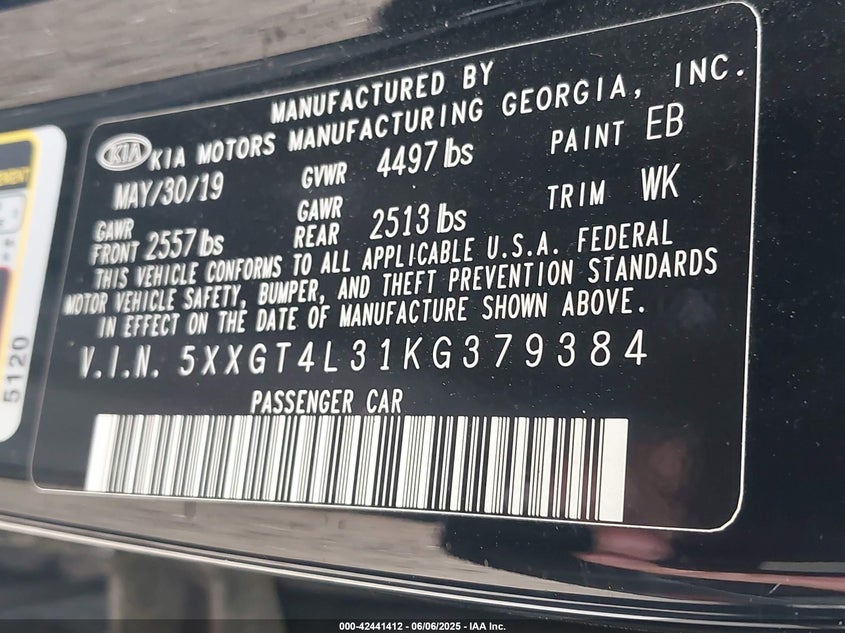 MANUFACTURED BY
KIA KIA MOTORS MANUFACTURING GEORGIA, INC.
MAY/30/19 GVWR 4497 lbs PAINT EB
GAWR FRONT 2557 lbs GAWR REAR 2513 lbs TRIM WK
THIS VEHICLE CONFORMS TO ALL APPLICABLE U.S.A. FEDERAL
MOTOR VEHICLE SAFETY, BUMPER, AND THEFT PREVENTION STANDARDS
IN EFFECT ON THE DATE OF MANUFACTURE SHOWN ABOVE.
V.I.N. 5XXGT4L31KG379384
PASSENGER CAR
5120
000-42441412 - 06/06/2025 - IAA Inc.